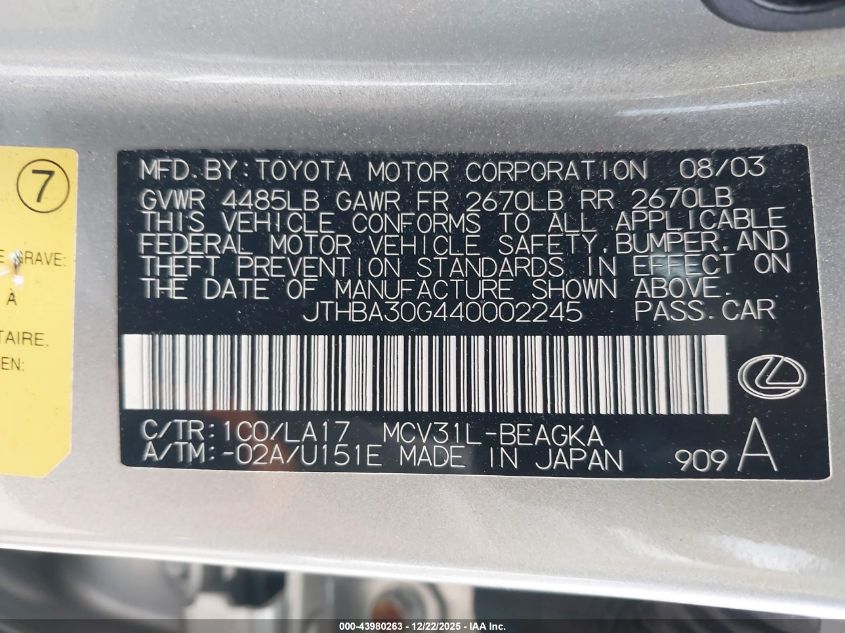 7
MFD.BY:TOYOTA MOTOR CORPORATION 08/03
GVWR 4485LB GAWR FR 2670LB RR 2670LB
THIS VEHICLE CONFORMS TO ALL APPLICABLE
FEDERAL MOTOR VEHICLE SAFETY,BUMPER,AND
THEFT PREVENTION STANDARDS IN EFFECT ON
THE DATE OF MANUFACTURE SHOWN ABOVE.
JTHBA30G440002245 PASS.CAR
GRAVE:
À
TAIRE.
EN:
C/TR:1C0/LA17 MCV31L-BEAGKA
A/TM:-02A/U151E MADE IN JAPAN 909 A
000-43980263 - 12/22/2025 - © IAA Inc.